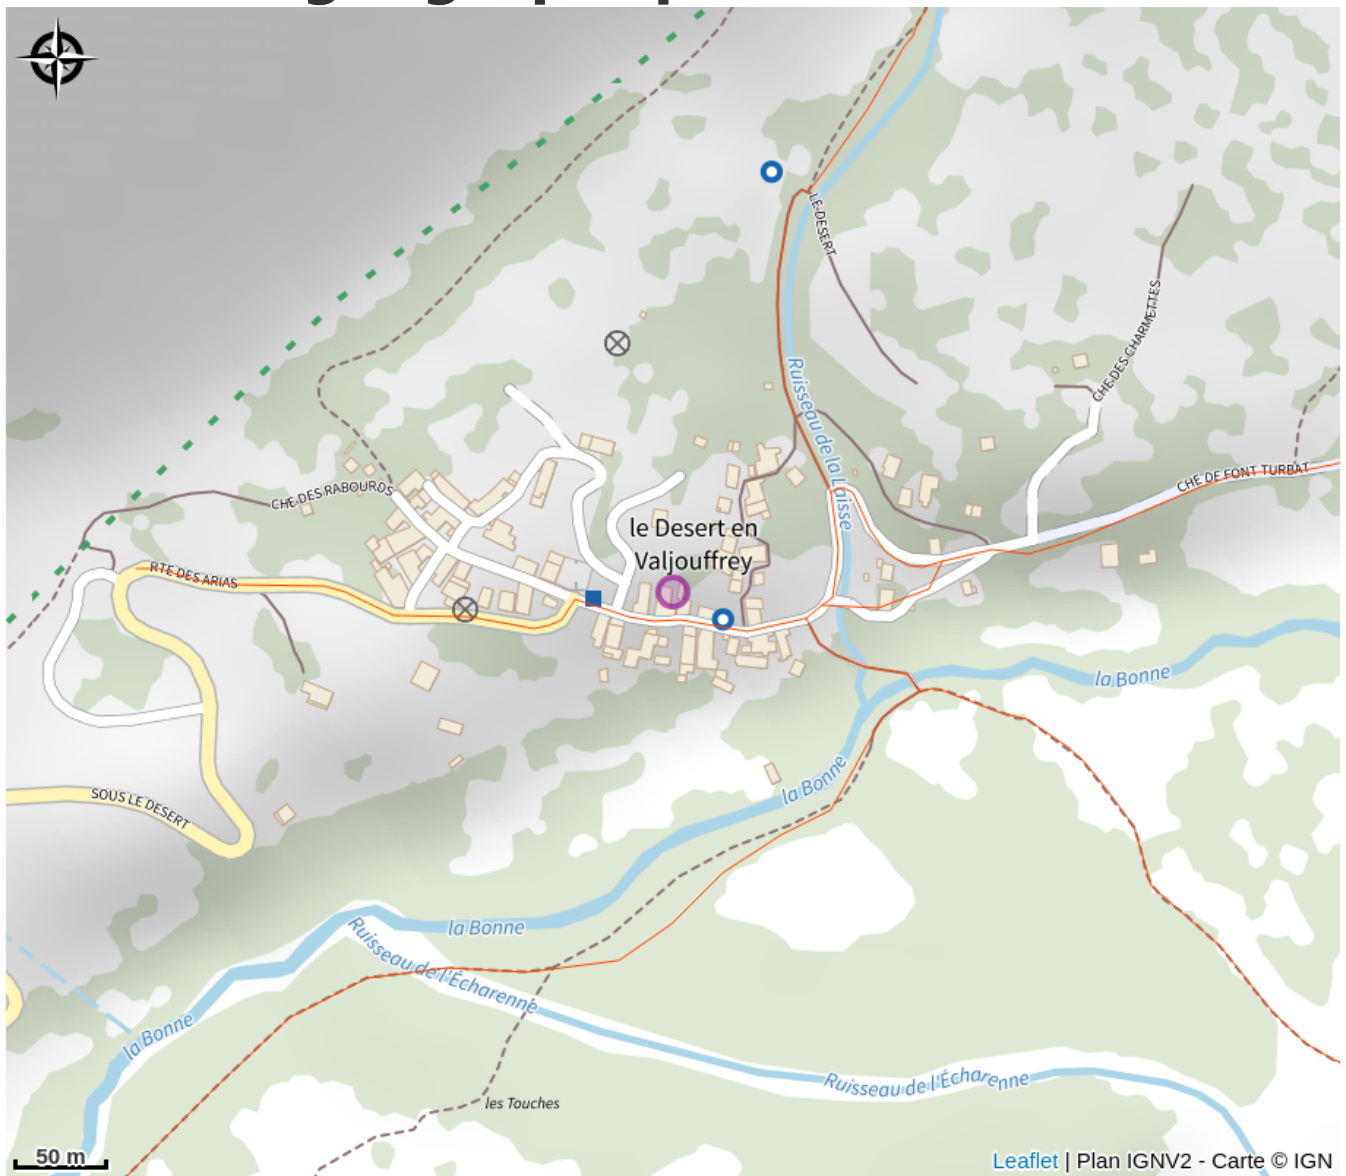 LE DESERT
CHE DES CHARMETTES
Ruisseau de la Laisse
CHE DE FONT TURBAT
CHE DES RABOURDS
le Desert en
Valjouffrey
RTE DES ARIAS
la Bonne
la Bonne
SOUS LE DESERT
la Bonne
Ruisseau de l'Écharenne
la Bonne
Ruisseau de l'Écharenne
les Touches
50 m
Leaflet | Plan IGNV2 - Carte © IGN